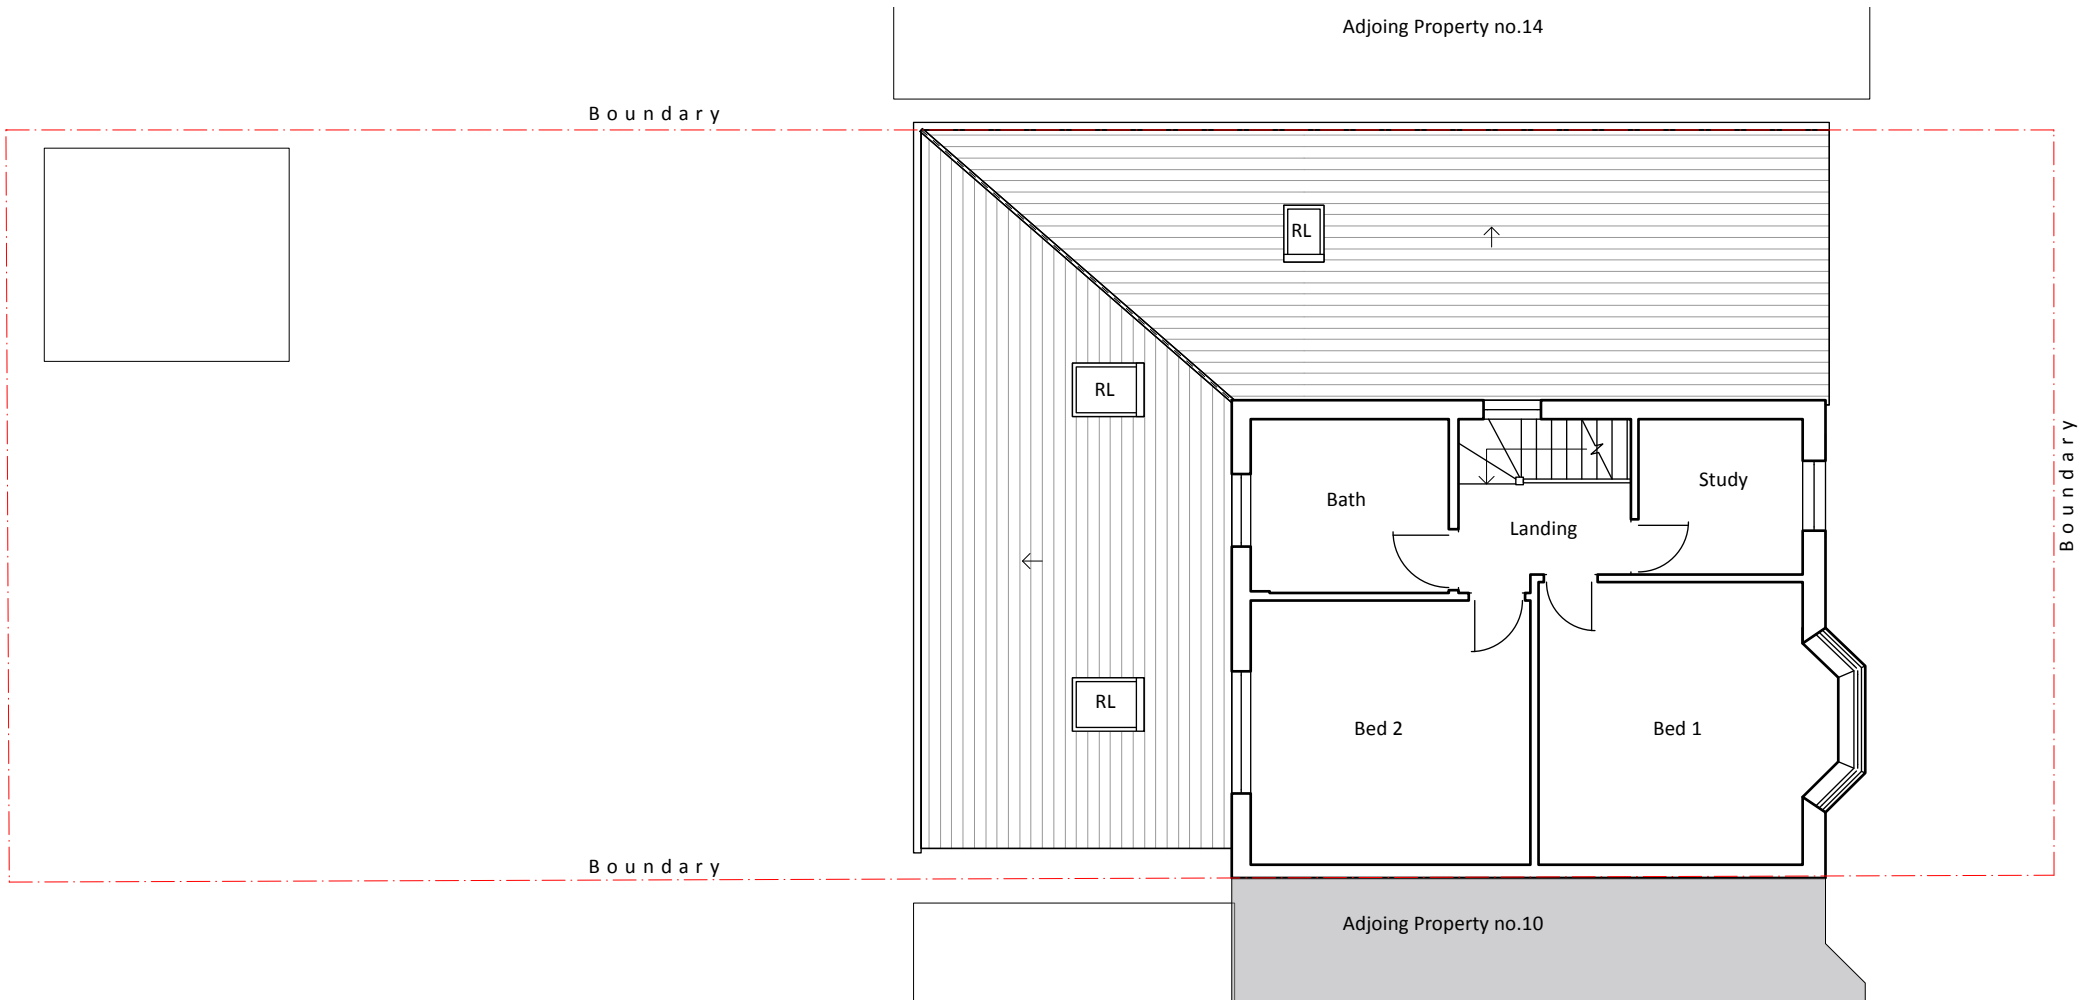 Adjoing Property no.14
Boundary
RL
RL
Bath
Study
Landing
Boundary
RL
Bed 2
Bed 1
Boundary
Adjoing Property no.10